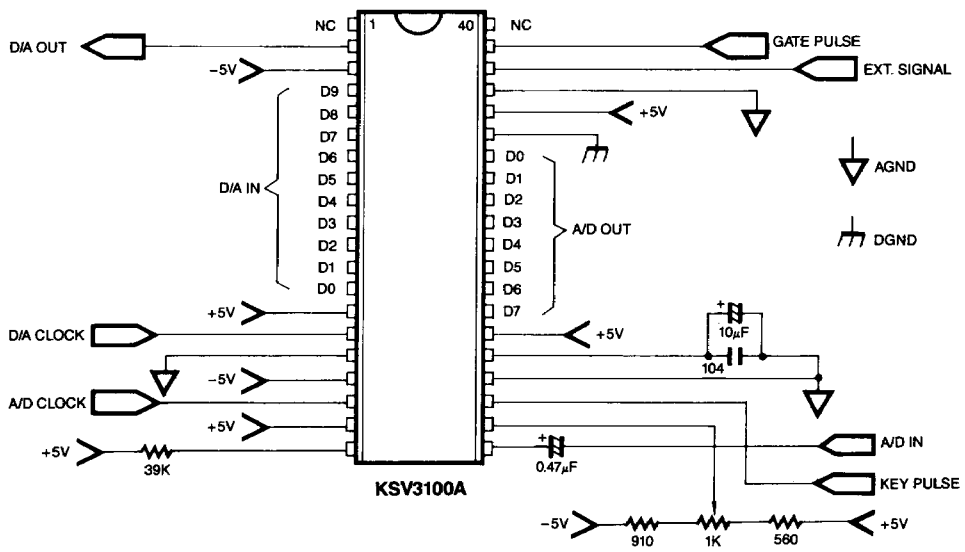 NC 1 40 NC
D/A OUT GATE PULSE
−5V EXT. SIGNAL
D9
D8 +5V
D7
D6 D0
D5 D1
D/A IN D4 D2 A/D OUT
D3 D3
D2 D4
D1 D5
D0 D6
+5V D7
AGND
DGND
D/A CLOCK +5V
+
10μF
104
−5V
A/D CLOCK
+5V
+5V 39K
+ 0.47μF A/D IN
KSV3100A
KEY PULSE
−5V 910 1K 560 +5V